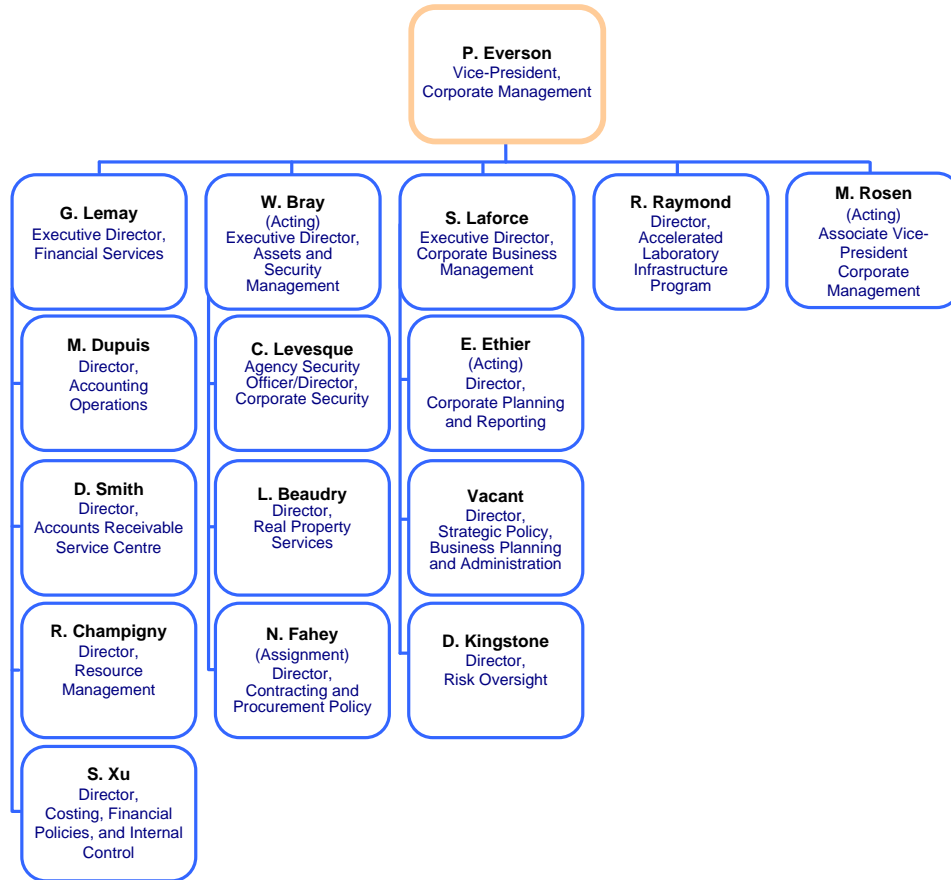 P. Everson
Vice-President,
Corporate Management
G. Lemay
Executive Director,
Financial Services
W. Bray
(Acting)
Executive Director,
Assets and
Security
Management
S. Laforce
Executive Director,
Corporate Business
Management
R. Raymond
Director,
Accelerated
Laboratory
Infrastructure
Program
M. Rosen
(Acting)
Associate Vice-
President
Corporate
Management
M. Dupuis
Director,
Accounting
Operations
C. Levesque
Agency Security
Officer/Director,
Corporate Security
E. Ethier
(Acting)
Director,
Corporate Planning
and Reporting
D. Smith
Director,
Accounts Receivable
Service Centre
L. Beaudry
Director,
Real Property
Services
Vacant
Director,
Strategic Policy,
Business Planning
and Administration
R. Champigny
Director,
Resource
Management
N. Fahey
(Assignment)
Director,
Contracting and
Procurement Policy
D. Kingstone
Director,
Risk Oversight
S. Xu
Director,
Costing, Financial
Policies, and Internal
Control